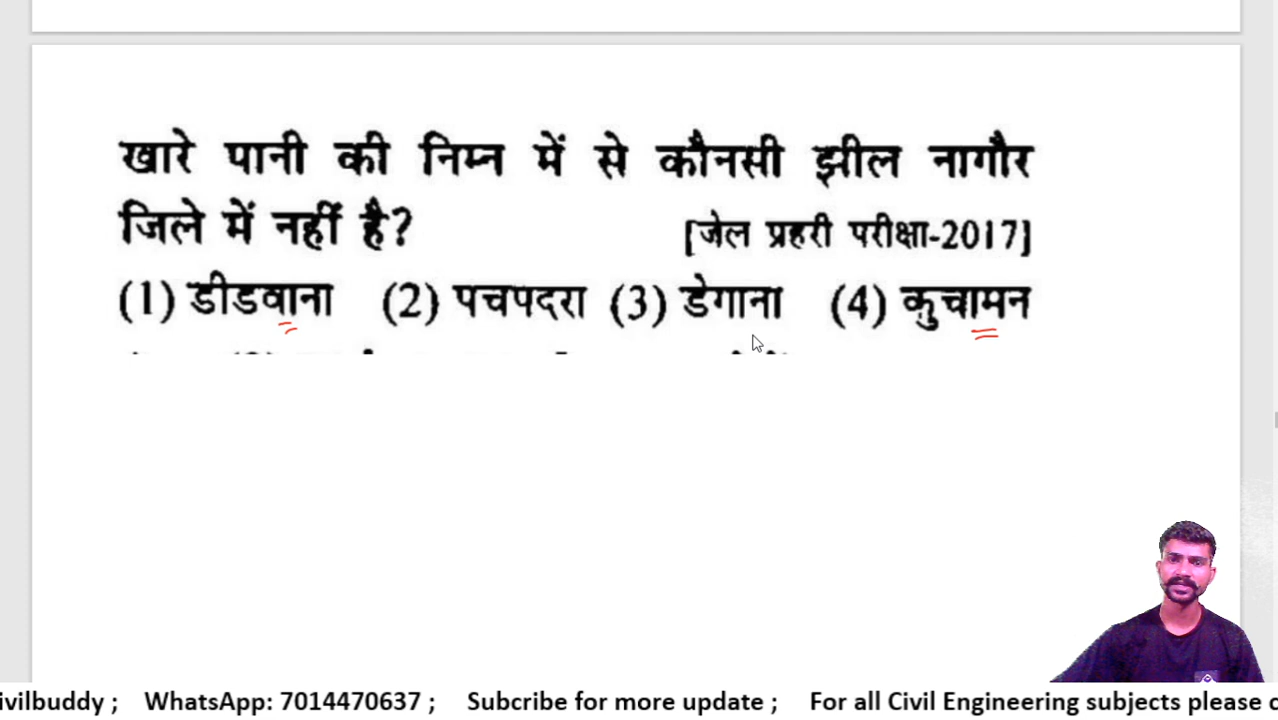 खारे पानी की निम्न में से कौनसी झील नागौर
जिले में नहीं है? [जेल प्रहरी परीक्षा-2017]
(1) डीडवाना (2) पचपदरा (3) डेगाना (4) कुचामन
ivilbuddy ; WhatsApp: 7014470637 ; Subcribe for more update ; For all Civil Engineering subjects please